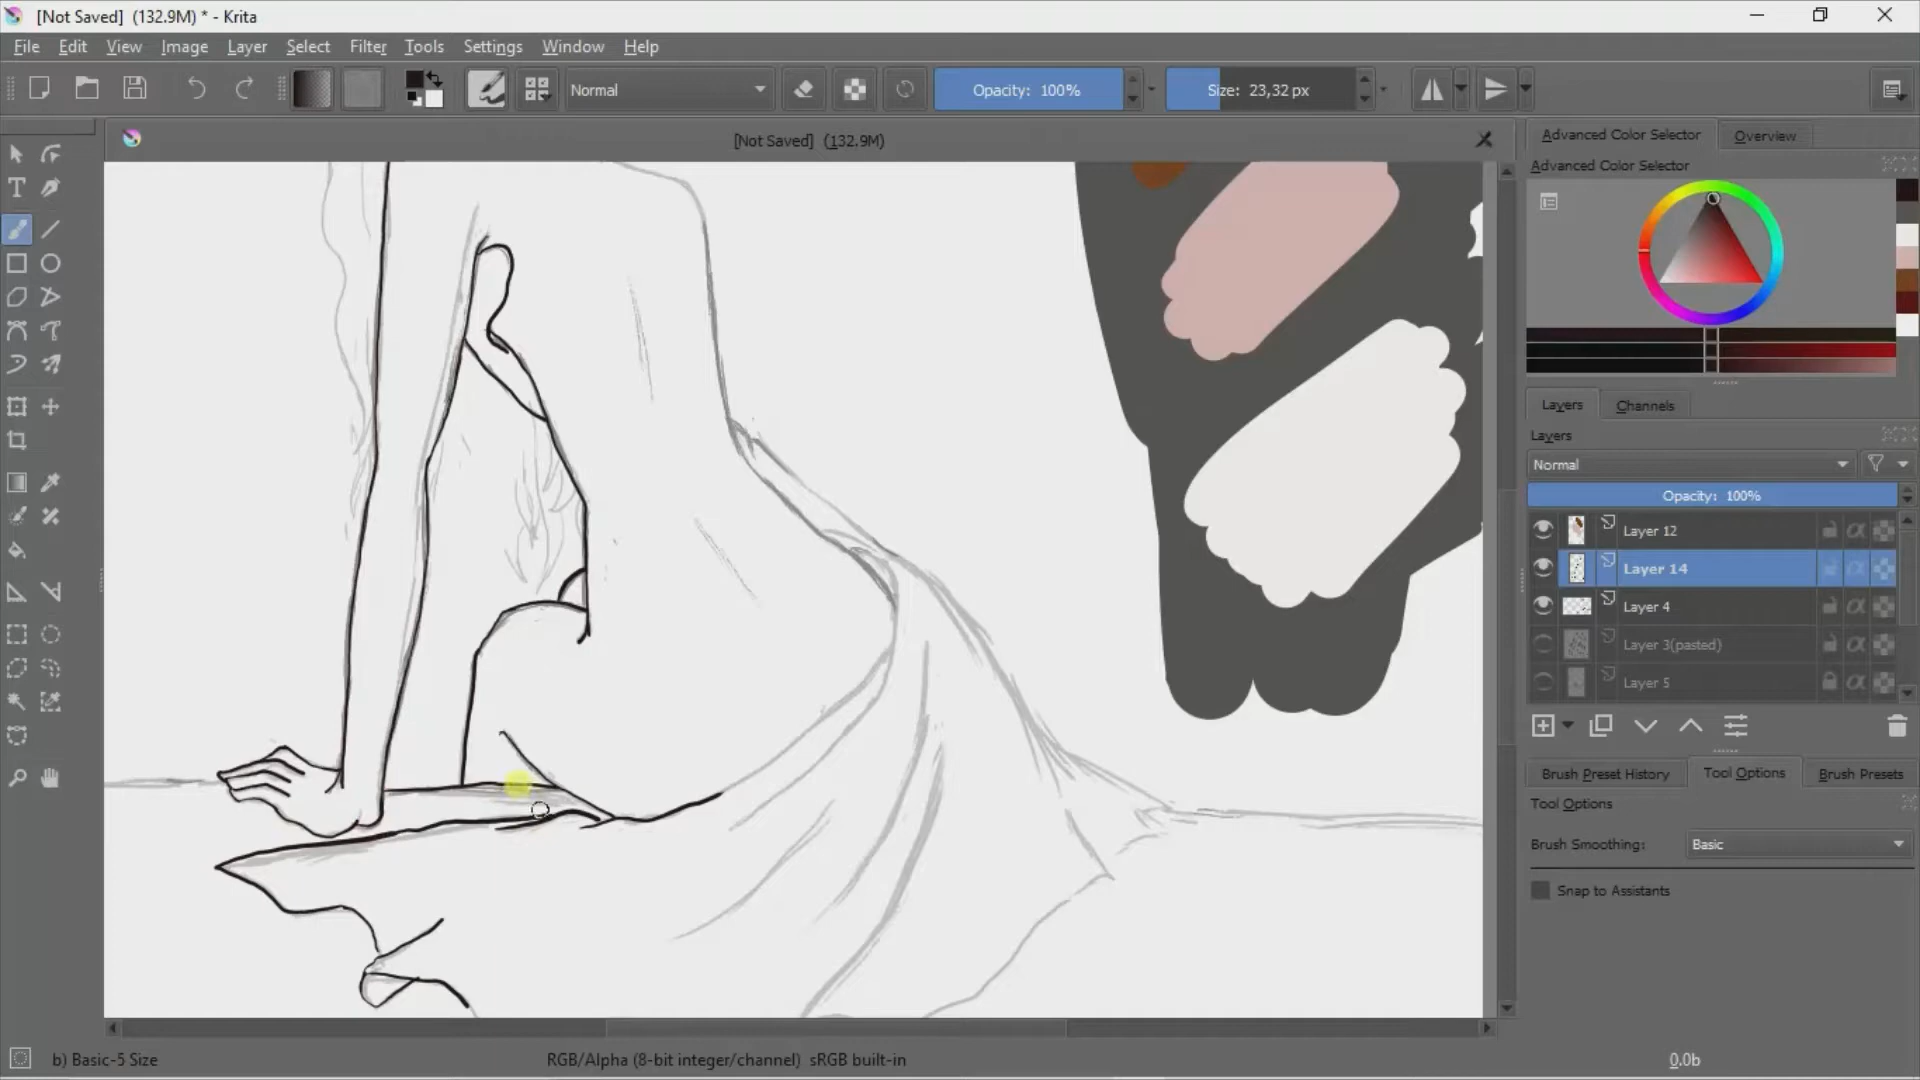 [Not Saved]  (132.9M) * - Krita
File Edit View Image Layer Select Filter Tools Settings Window Help
Normal Opacity: 100% Size: 23,32 px
[Not Saved]  (132.9M)
Advanced Color Selector Overview
Advanced Color Selector
Layers Channels
Layers
Normal
Opacity: 100%
Layer 12
Layer 14
Layer 4
Layer 3(pasted)
Layer 5
Brush Preset History Tool Options Brush Presets
Tool Options
Brush Smoothing: Basic
Snap to Assistants
b) Basic-5 Size RGB/Alpha (8-bit integer/channel)  sRGB built-in 0.0b